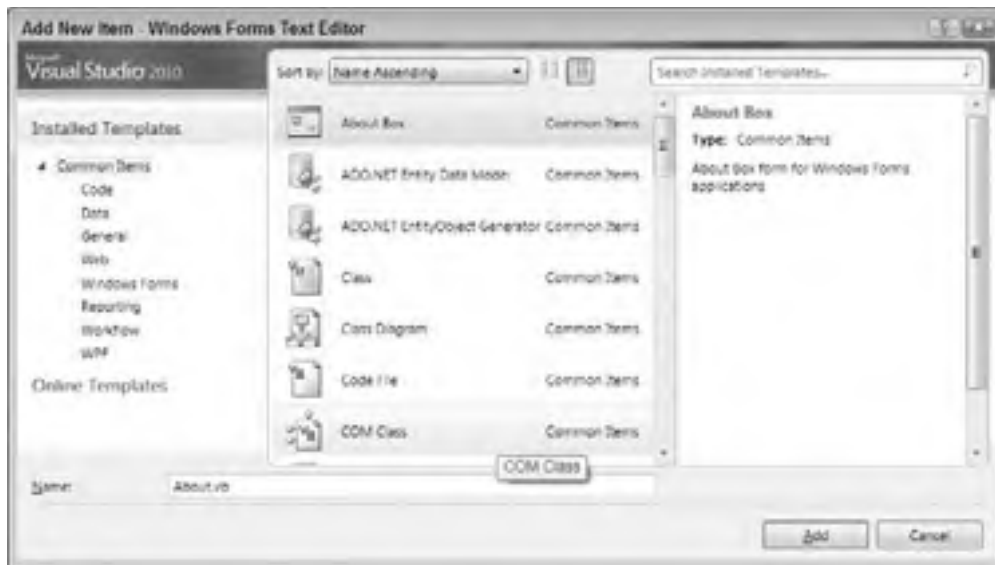 Add New Item - Windows Forms Text Editor
Microsoft
Visual Studio 2010
Sort by: Name Ascending
Search Installed Templates
Installed Templates
Common Items
Code
Data
General
Web
Windows Forms
Reporting
Workflow
WPF
Online Templates
About Box Common Items
ADO.NET Entity Data Model Common Items
ADO.NET EntityObject Generator Common Items
Class Common Items
Class Diagram Common Items
Code File Common Items
COM Class Common Items
COM Class
About Box
Type: Common Items
About Box form for Windows Forms
applications
Name: About.vb
Add
Cancel